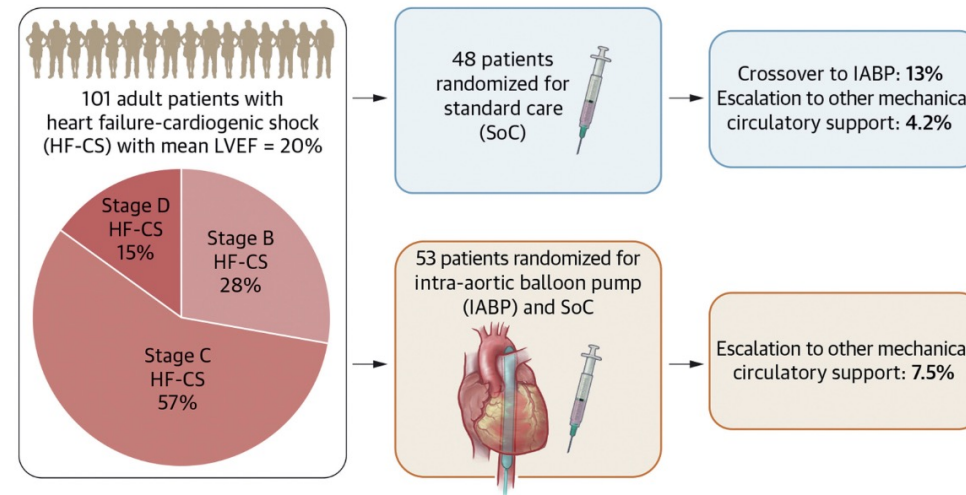 101 adult patients with
heart failure-cardiogenic shock
(HF-CS) with mean LVEF = 20%
Stage D
HF-CS
15%
Stage B
HF-CS
28%
Stage C
HF-CS
57%
48 patients
randomized for
standard care
(SoC)
Crossover to IABP: 13%
Escalation to other mechanical
circulatory support: 4.2%
53 patients randomized for
intra-aortic balloon pump
(IABP) and SoC
Escalation to other mechanical
circulatory support: 7.5%